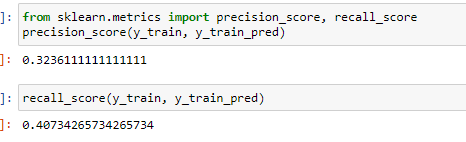 ]: from sklearn.metrics import precision_score, recall_score
precision_score(y_train, y_train_pred)
]: 0.3236111111111111
]: recall_score(y_train, y_train_pred)
]: 0.40734265734265734